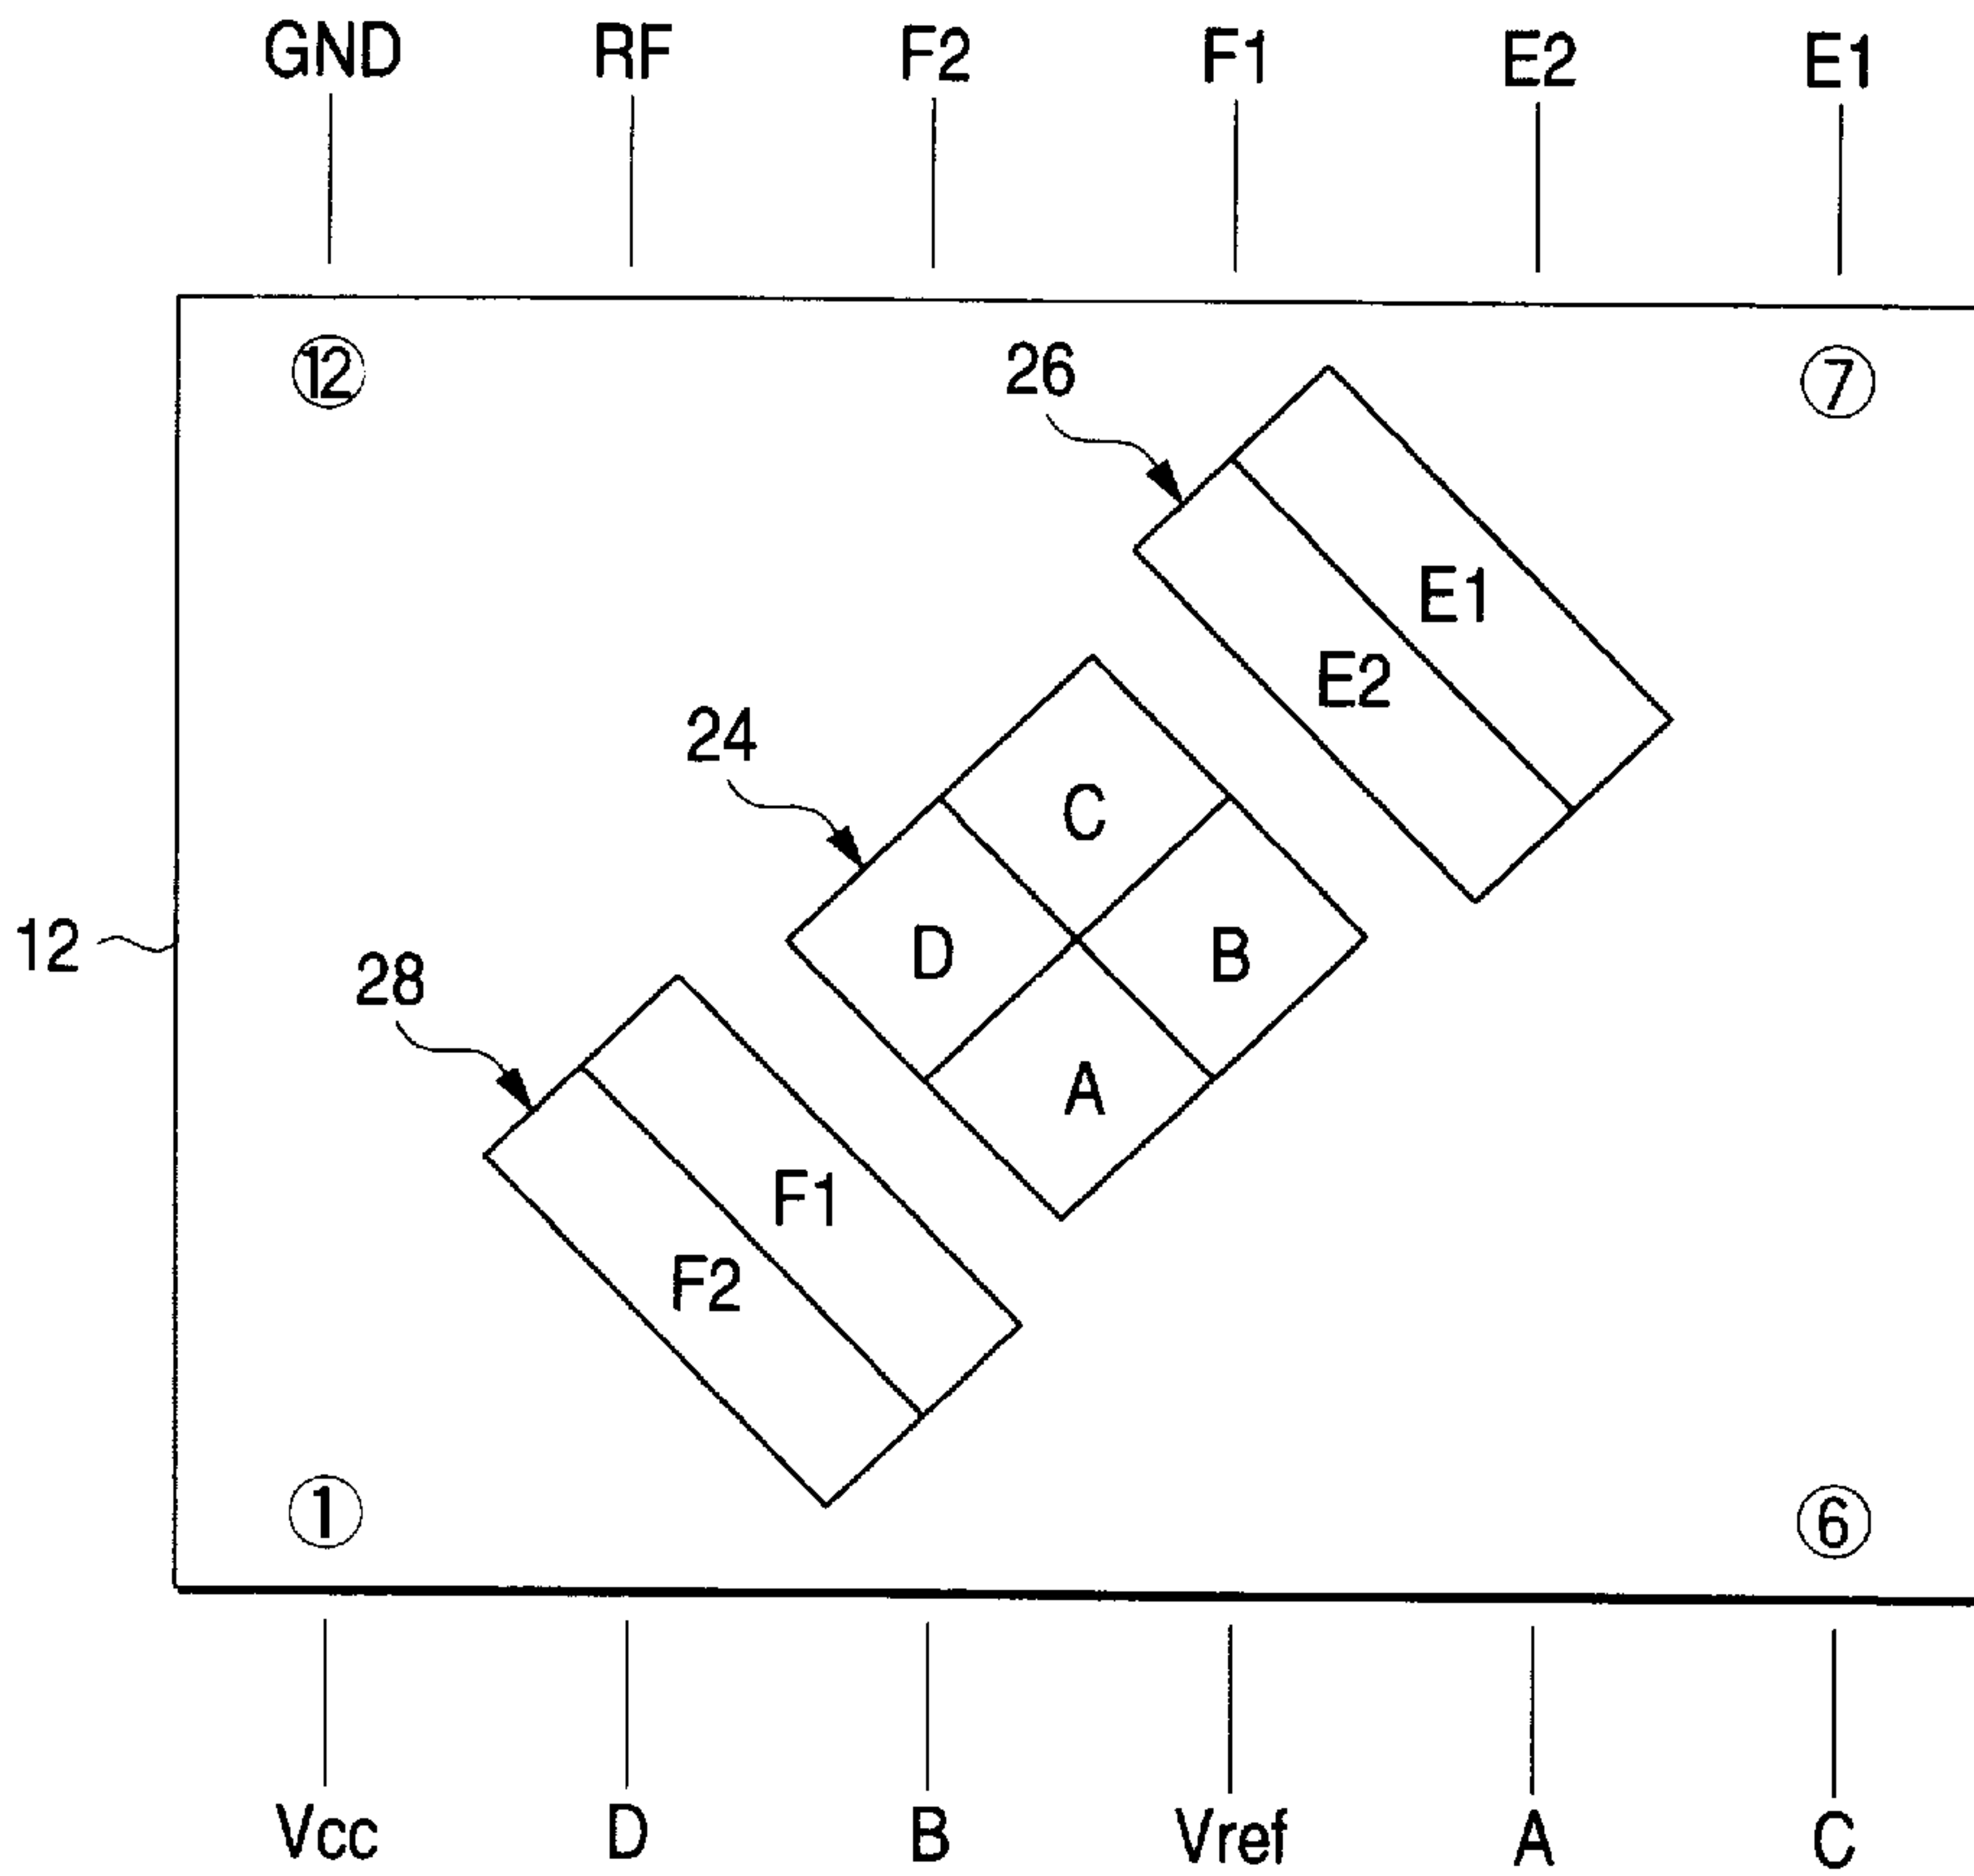 GND RF F2 F1 E2 E1
⑫ 26 ⑦
E1
E2
24
C
12 28 D B
A
F1
F2
① ⑥
Vcc D B Vref A C